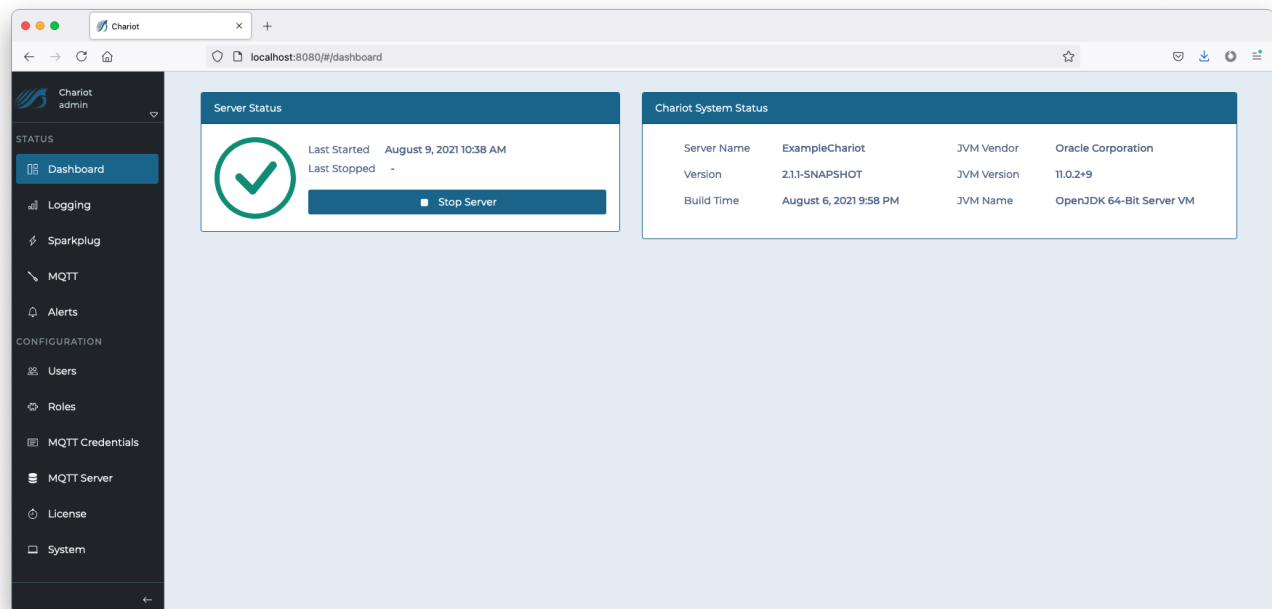 Chariot
localhost:8080/#/dashboard
Chariot
admin
STATUS
Dashboard
Logging
Sparkplug
MQTT
Alerts
CONFIGURATION
Users
Roles
MQTT Credentials
MQTT Server
License
System
Server Status
Last Started August 9, 2021 10:38 AM
Last Stopped -
Stop Server
Chariot System Status
Server Name ExampleChariot JVM Vendor Oracle Corporation
Version 2.1.1-SNAPSHOT JVM Version 11.0.2+9
Build Time August 6, 2021 9:58 PM JVM Name OpenJDK 64-Bit Server VM